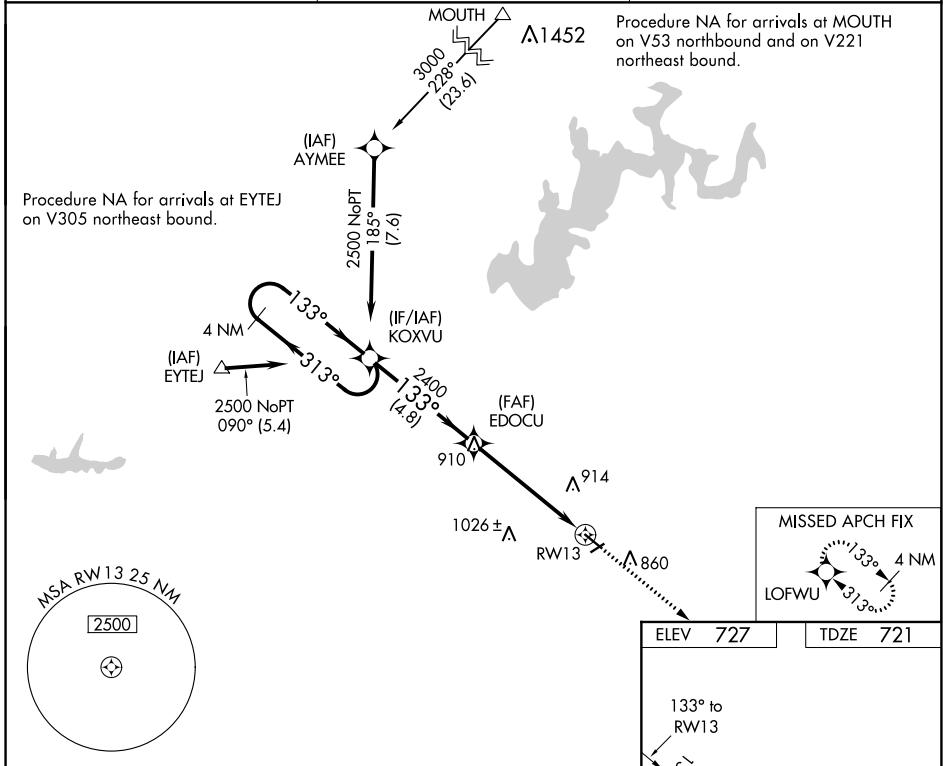 MOUTH
1452
Procedure NA for arrivals at MOUTH
on V53 northbound and on V221
northeast bound.
3000
228°
(23.6)
(IAF)
AYMEE
Procedure NA for arrivals at EYTEJ
on V305 northeast bound.
2500 NoPT
185°
(7.6)
133°
4 NM
313°
(IF/IAF)
KOXVU
(IAF)
EYTEJ
2500 NoPT
090° (5.4)
2400
133°
(4.8)
(FAF)
EDOCU
910
914
1026 ±
RW13
860
MISSED APCH FIX
133°
4 NM
LOFWU
313°
MSA RW13 25 NM
2500
ELEV 727
TDZE 721
133° to
RW13